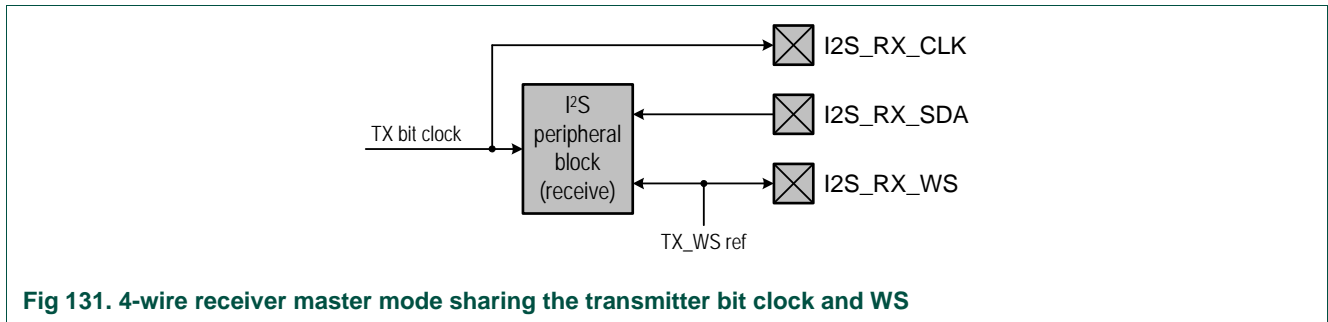 I2S_RX_CLK
I2S
peripheral
block
(receive)
TX bit clock
I2S_RX_SDA
I2S_RX_WS
TX_WS ref
Fig 131. 4-wire receiver master mode sharing the transmitter bit clock and WS